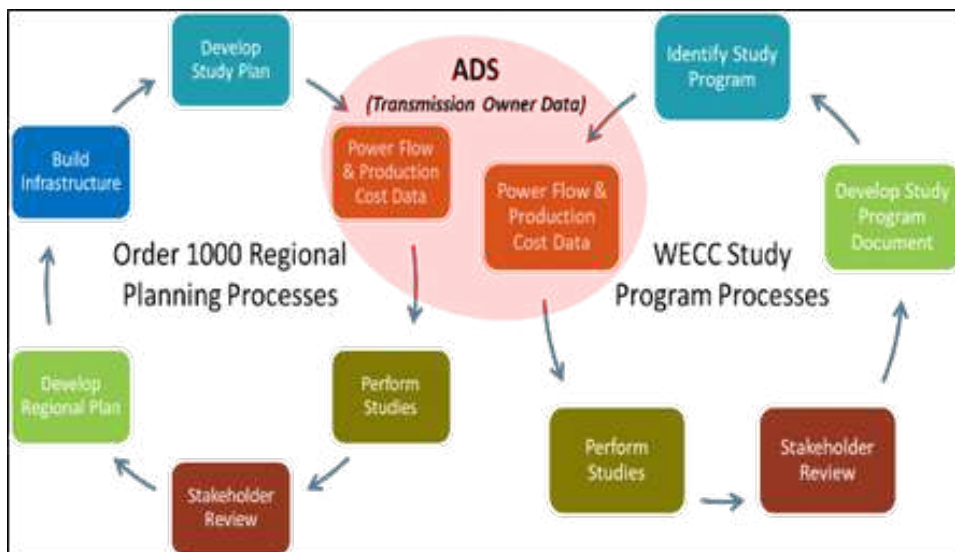 Develop
Study Plan
ADS
(Transmission Owner Data)
Identify Study
Program
Build
Infrastructure
Power Flow
& Production
Cost Data
Power Flow &
Production
Cost Data
Develop Study
Program
Document
Order 1000 Regional
Planning Processes
WECC Study
Program Processes
Develop
Regional Plan
Perform
Studies
Stakeholder
Review
Perform
Studies
Stakeholder
Review